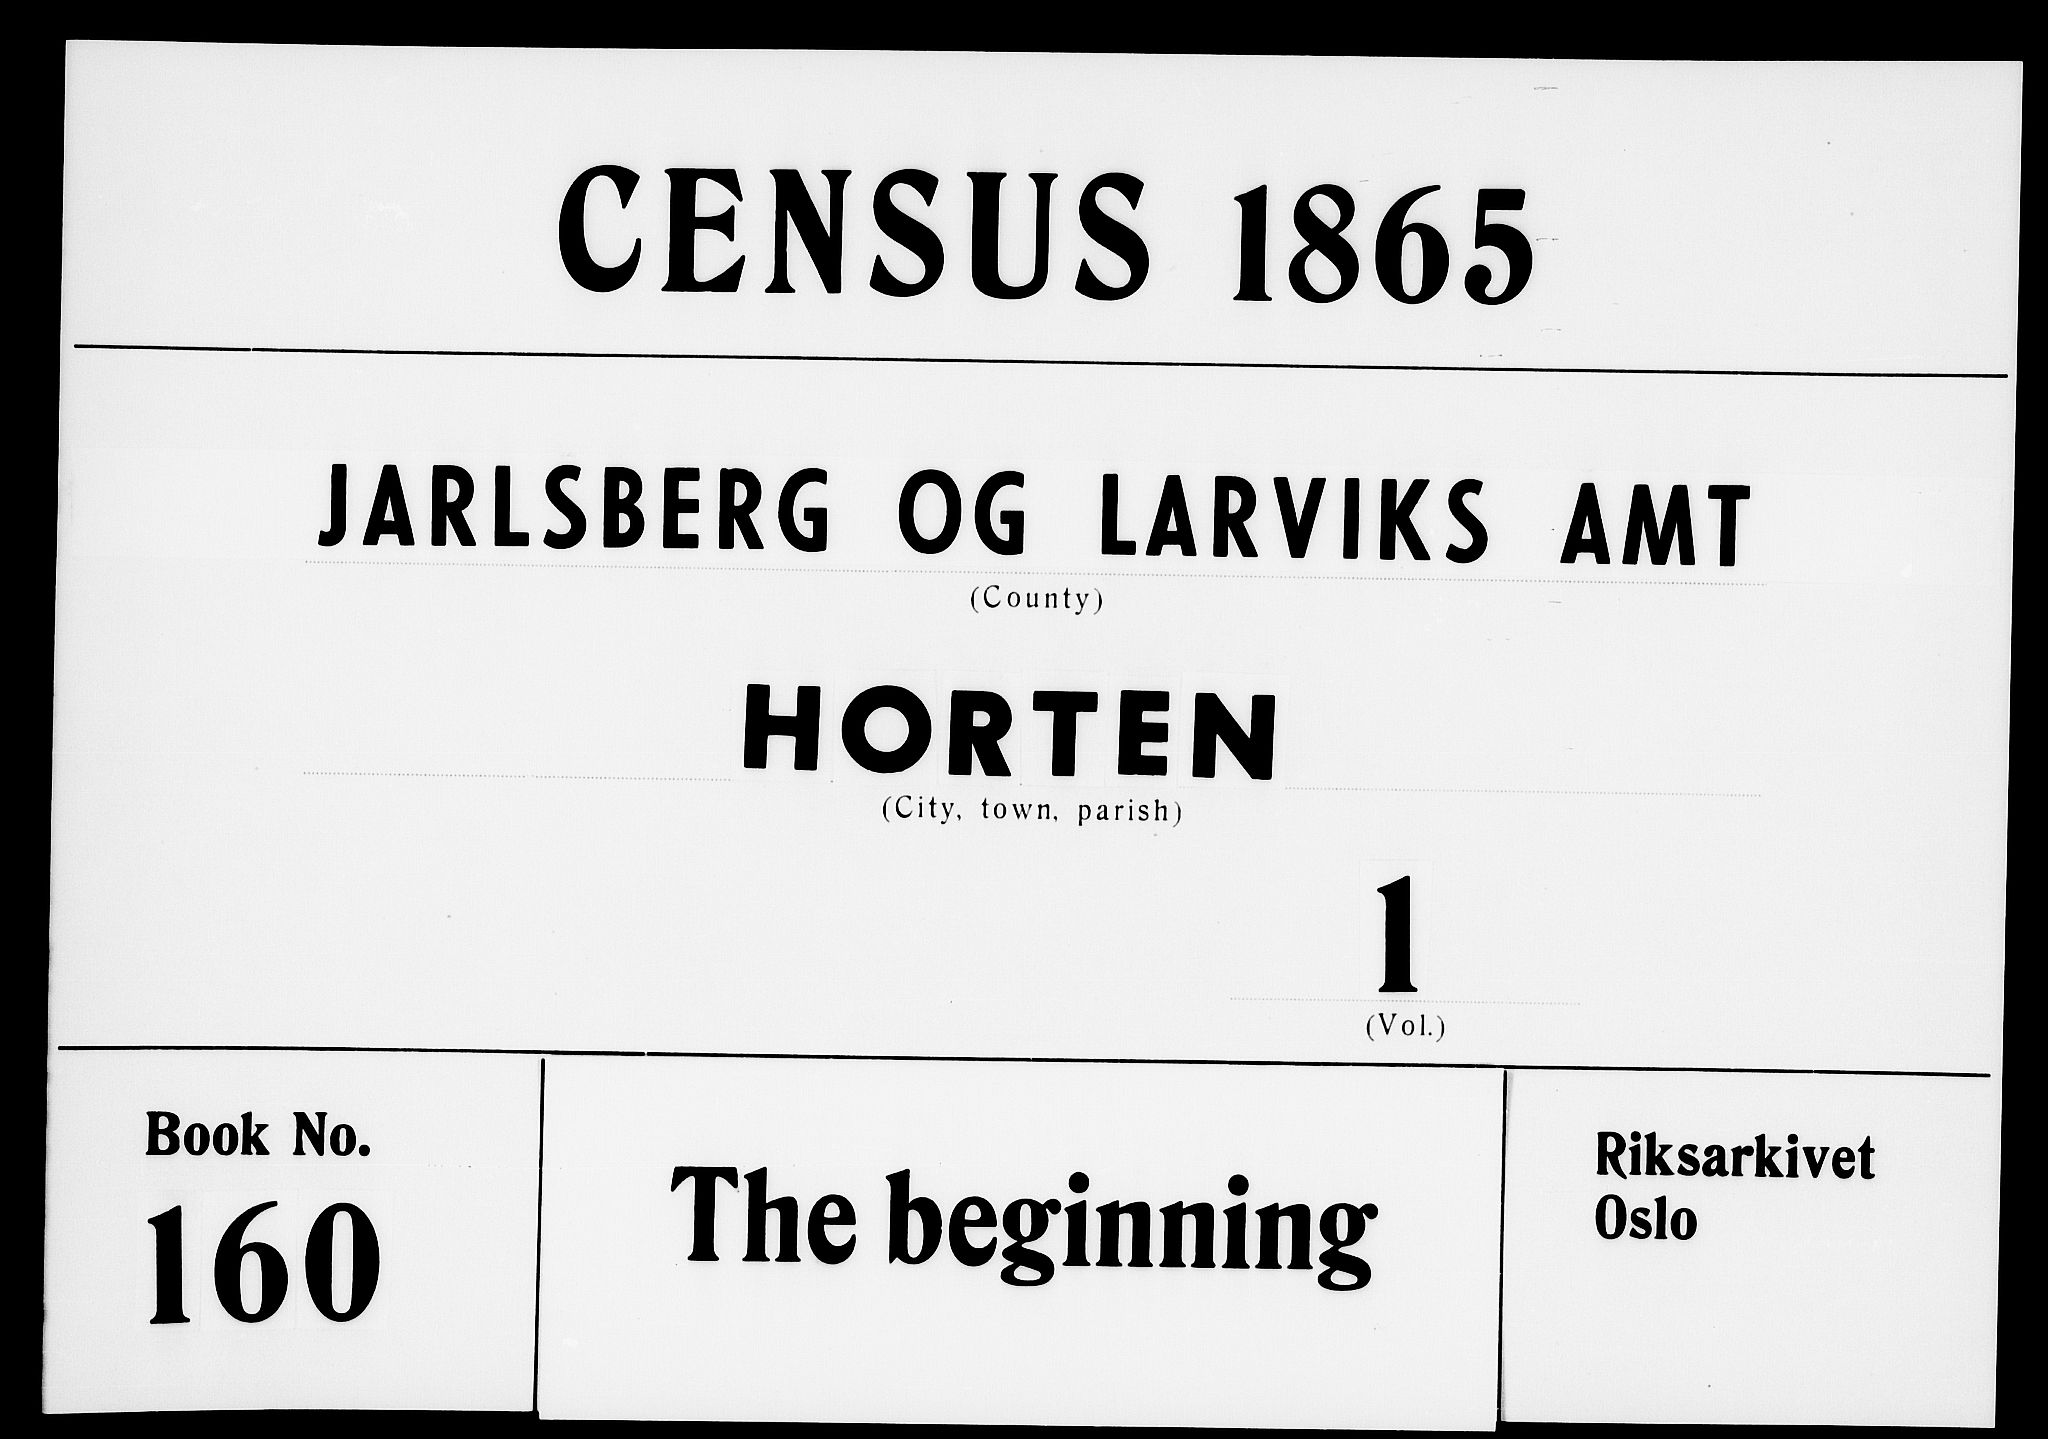 CENSUS 1865
JARLSBERG OG LARVIKS AMT
(County)
HORTEN
(City, town, parish)
1
(Vol.)
Book No.
160
The beginning
Riksarkivet
Oslo